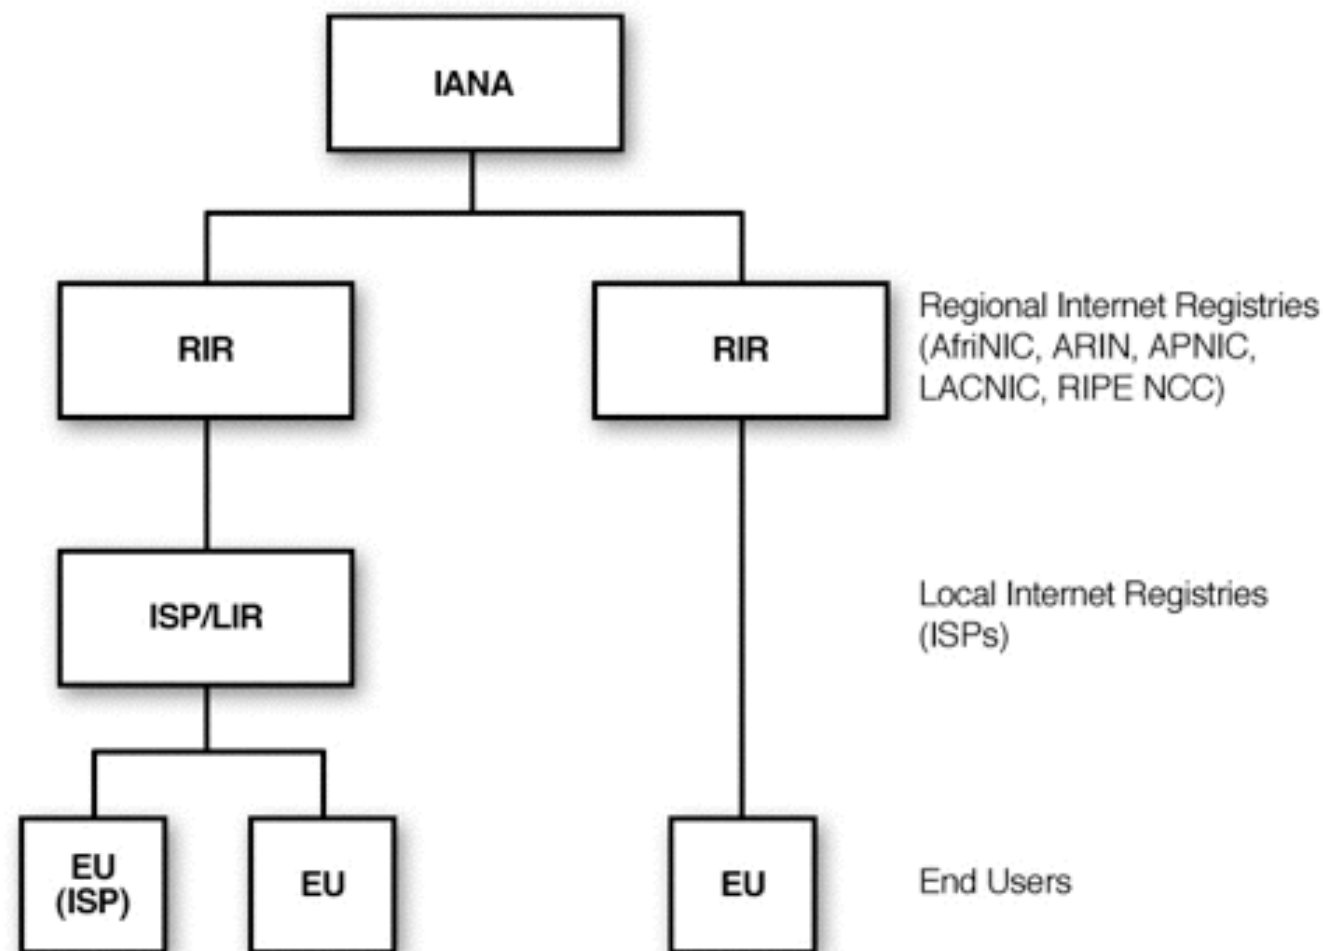 IANA
RIR
RIR
Regional Internet Registries
(AfriNIC, ARIN, APNIC,
LACNIC, RIPE NCC)
ISP/LIR
Local Internet Registries
(ISPs)
EU
(ISP)
EU
EU
End Users